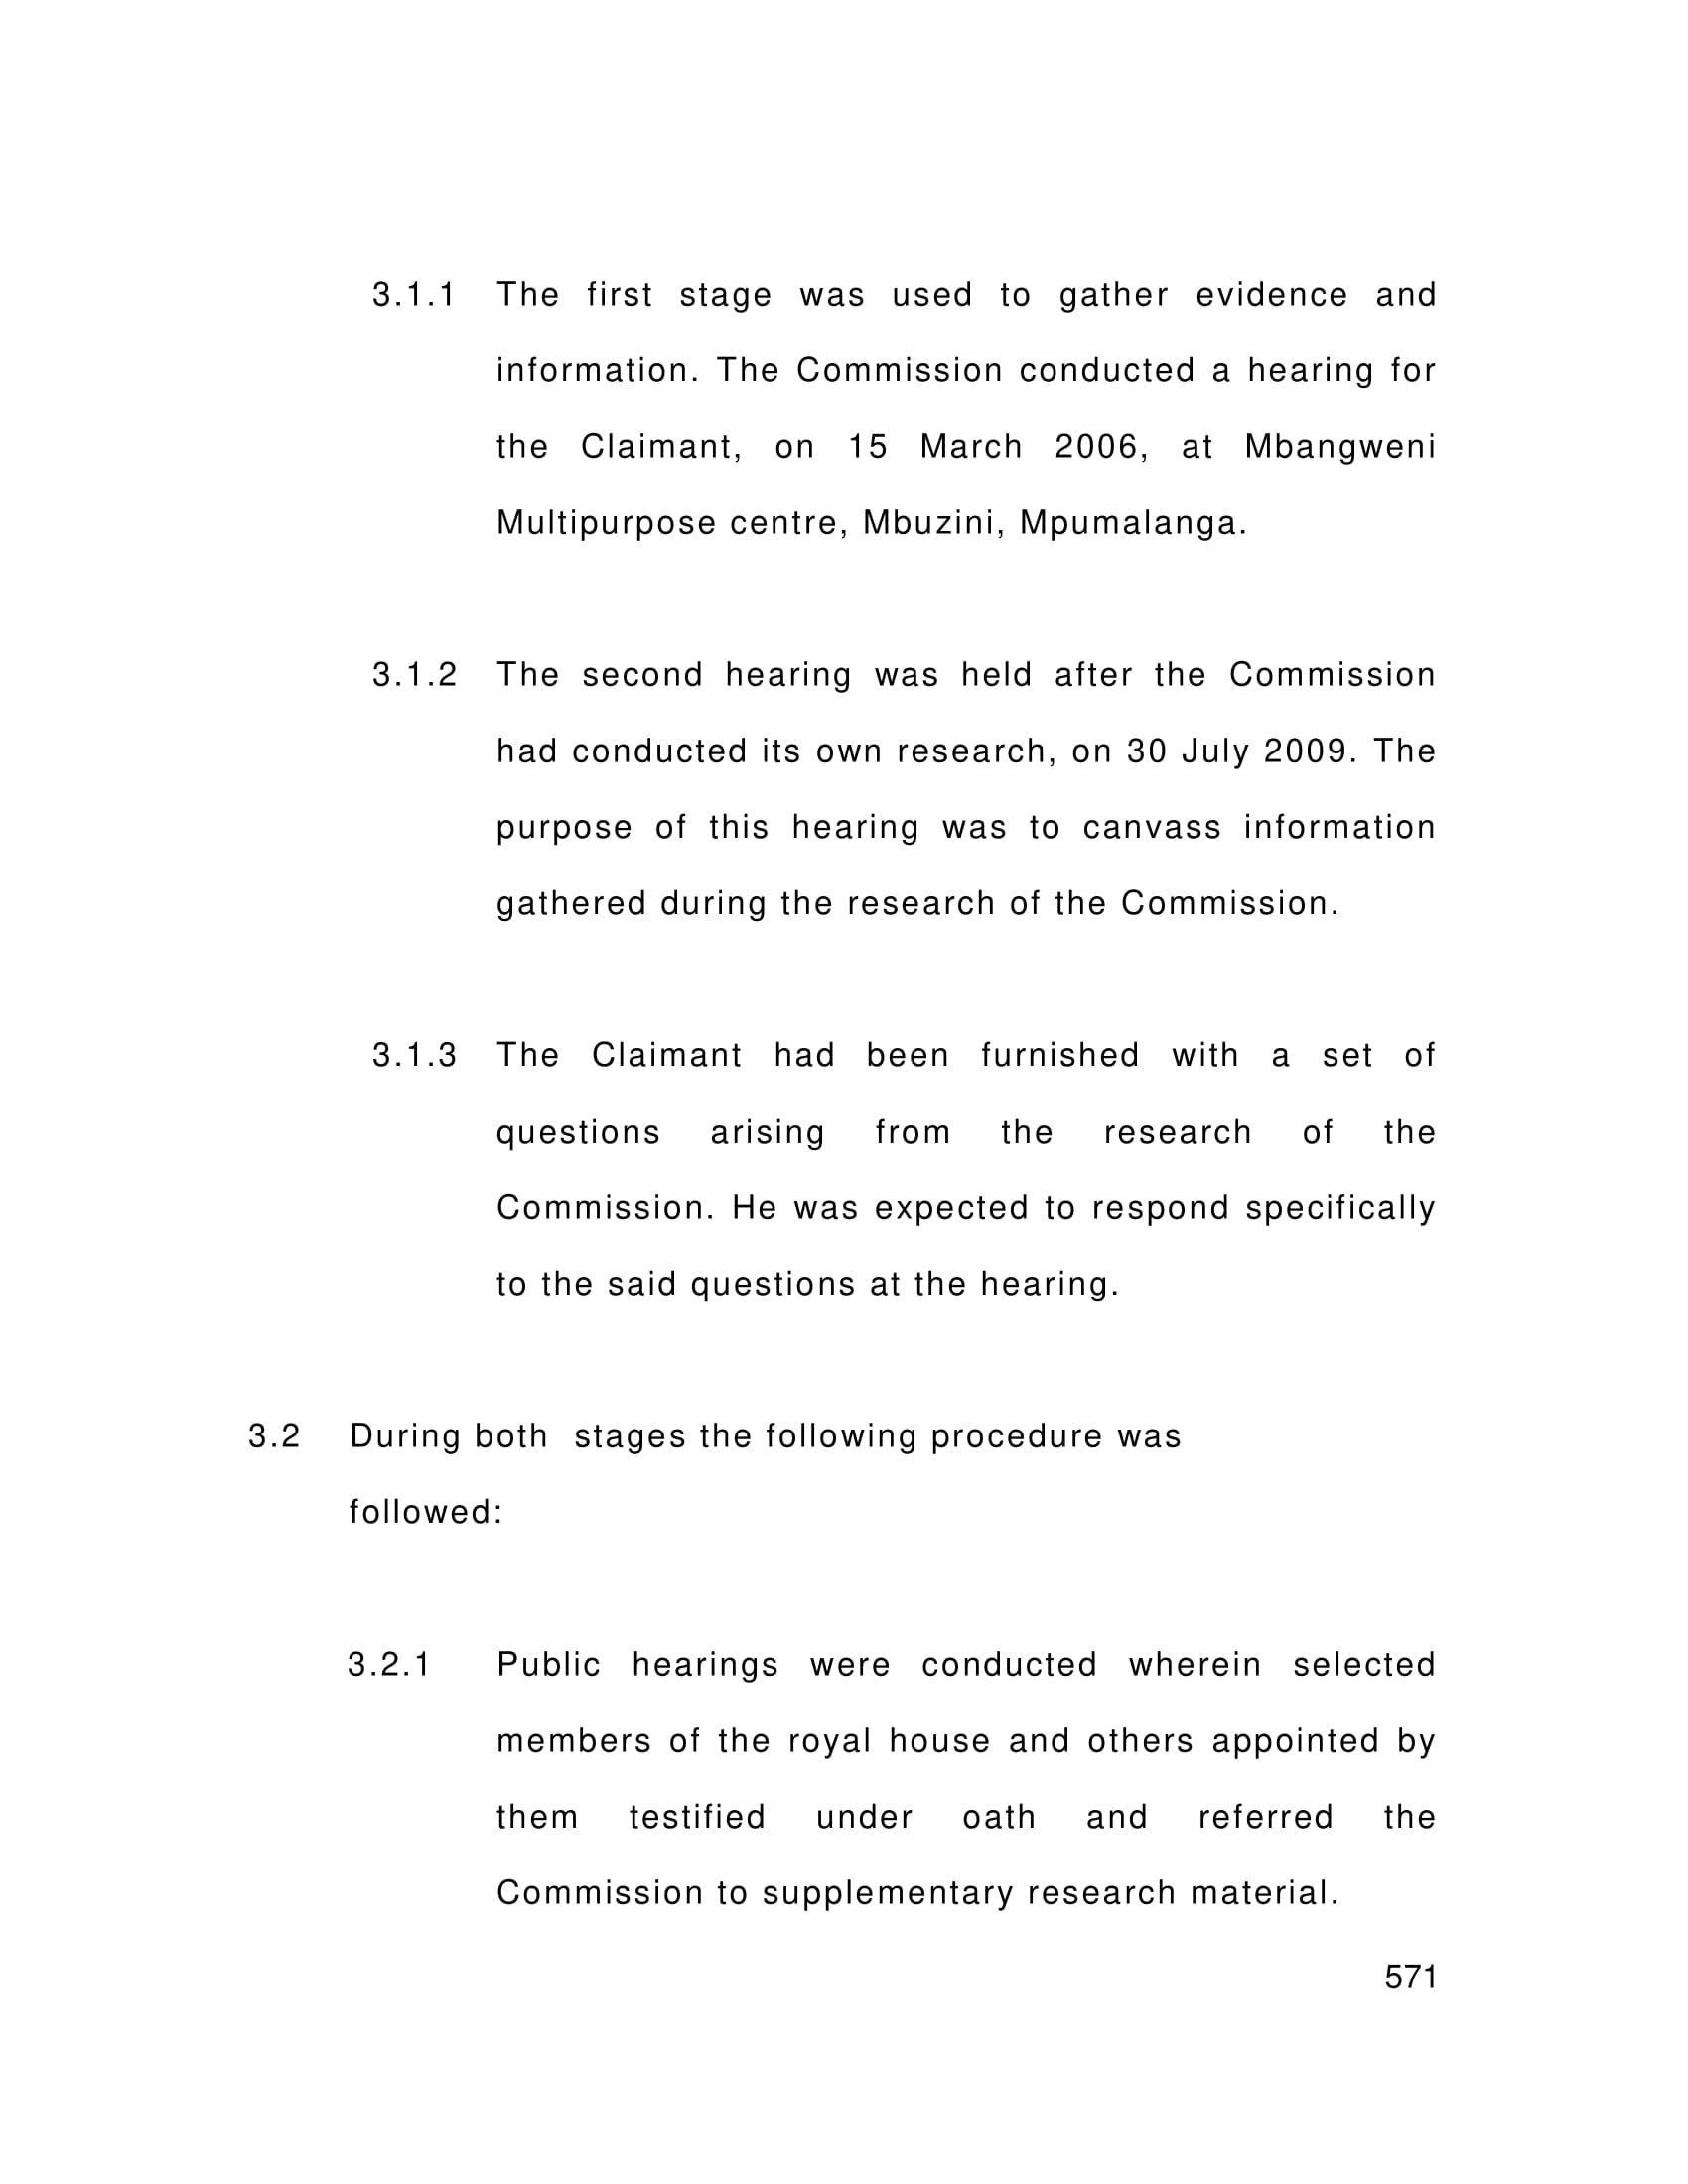 3.1.1 The first stage was used to gather evidence and
information. The Commission conducted a hearing for
the Claimant, on 15 March 2006, at Mbangweni
Multipurpose centre, Mbuzini, Mpumalanga.
3.1.2 The second hearing was held after the Commission
had conducted its own research, on 30 July 2009. The
purpose of this hearing was to canvass information
gathered during the research of the Commission.
3.1.3 The Claimant had been furnished with a set of
questions arising from the research of the
Commission. He was expected to respond specifically
to the said questions at the hearing.
3.2 During both stages the following procedure was
followed:
3.2.1 Public hearings were conducted wherein selected
members of the royal house and others appointed by
them testified under oath and referred the
Commission to supplementary research material.
571